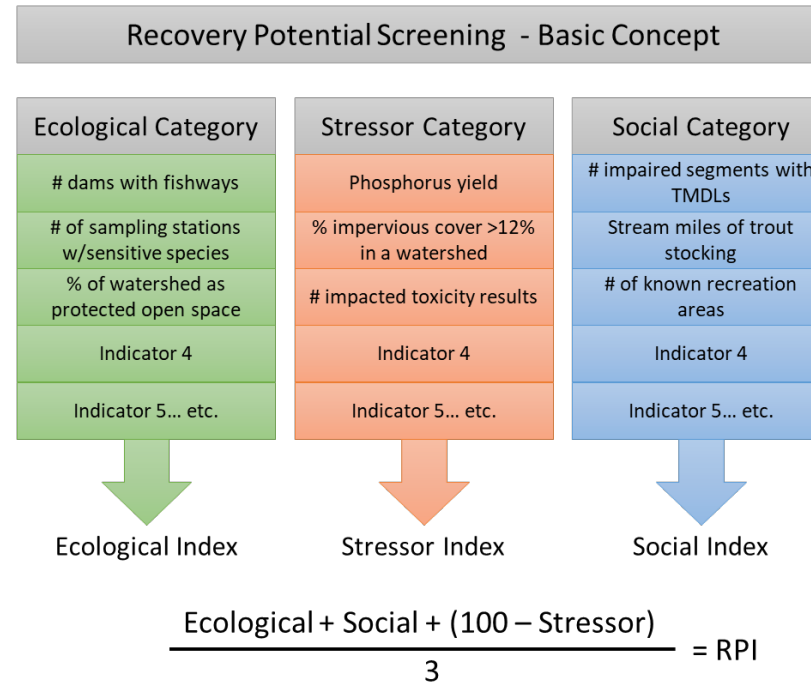 Recovery Potential Screening - Basic Concept
Ecological Category
# dams with fishways
# of sampling stations
w/sensitive species
% of watershed as
protected open space
Indicator 4
Indicator 5... etc.
Ecological Index
Stressor Category
Phosphorus yield
% impervious cover >12%
in a watershed
# impacted toxicity results
Indicator 4
Indicator 5... etc.
Stressor Index
Social Category
# impaired segments with
TMDLs
Stream miles of trout
stocking
# of known recreation
areas
Indicator 4
Indicator 5... etc.
Social Index
Ecological + Social + (100 – Stressor)
3
= RPI